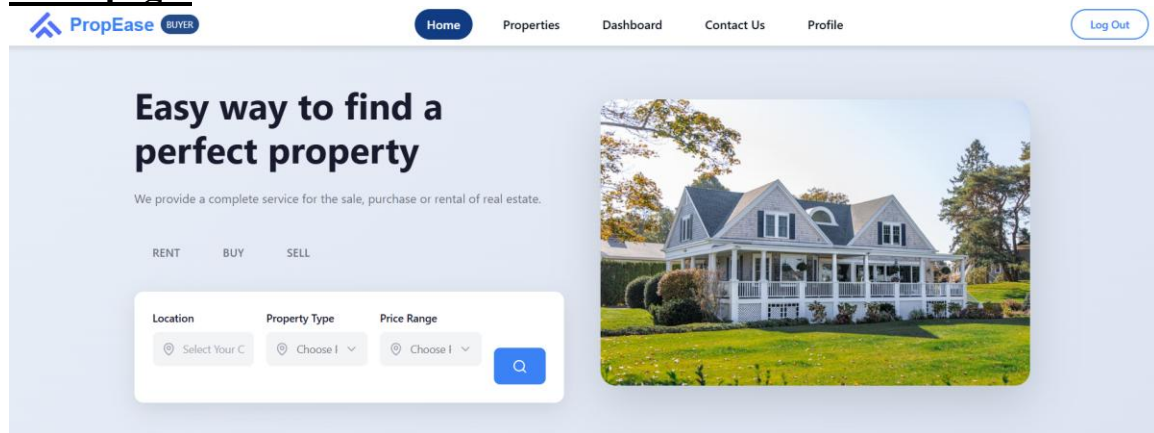 PropEase BUYER
Home Properties Dashboard Contact Us Profile Log Out
Easy way to find a
perfect property
We provide a complete service for the sale, purchase or rental of real estate.
RENT BUY SELL
Location Property Type Price Range
Select Your C Choose Choose